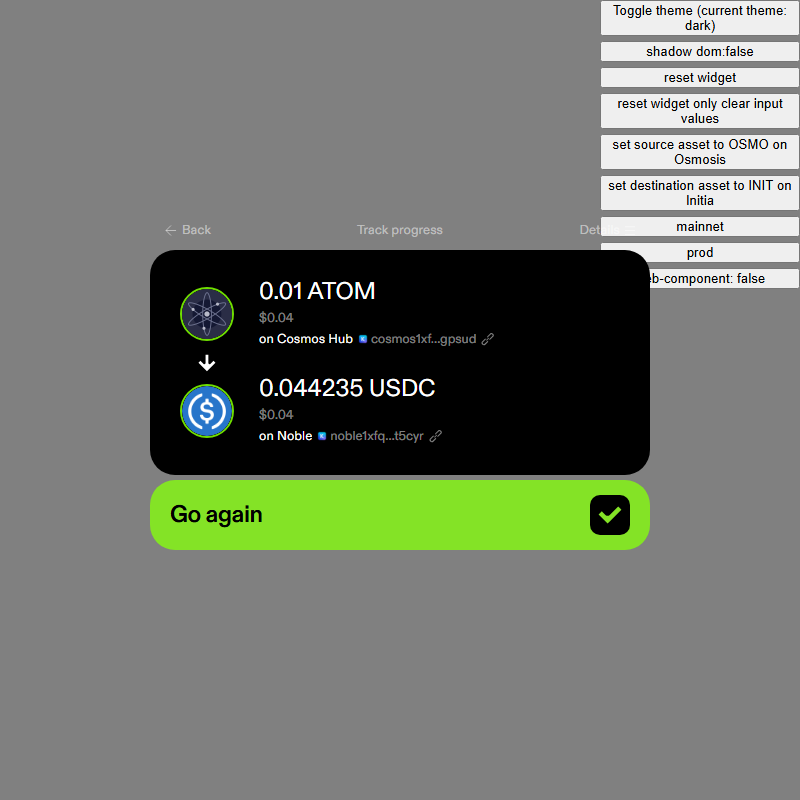 Toggle theme (current theme:
dark)
shadow dom:false
reset widget
reset widget only clear input
values
set source asset to OSMO on
Osmosis
set destination asset to INIT on
Initia
mainnet
prod
eb-component: false
Back
Track progress
0.01 ATOM
$0.04
on Cosmos Hub cosmos1xf...gpsud
0.044235 USDC
$0.04
on Noble noble1xfq...t5cyr
Go again